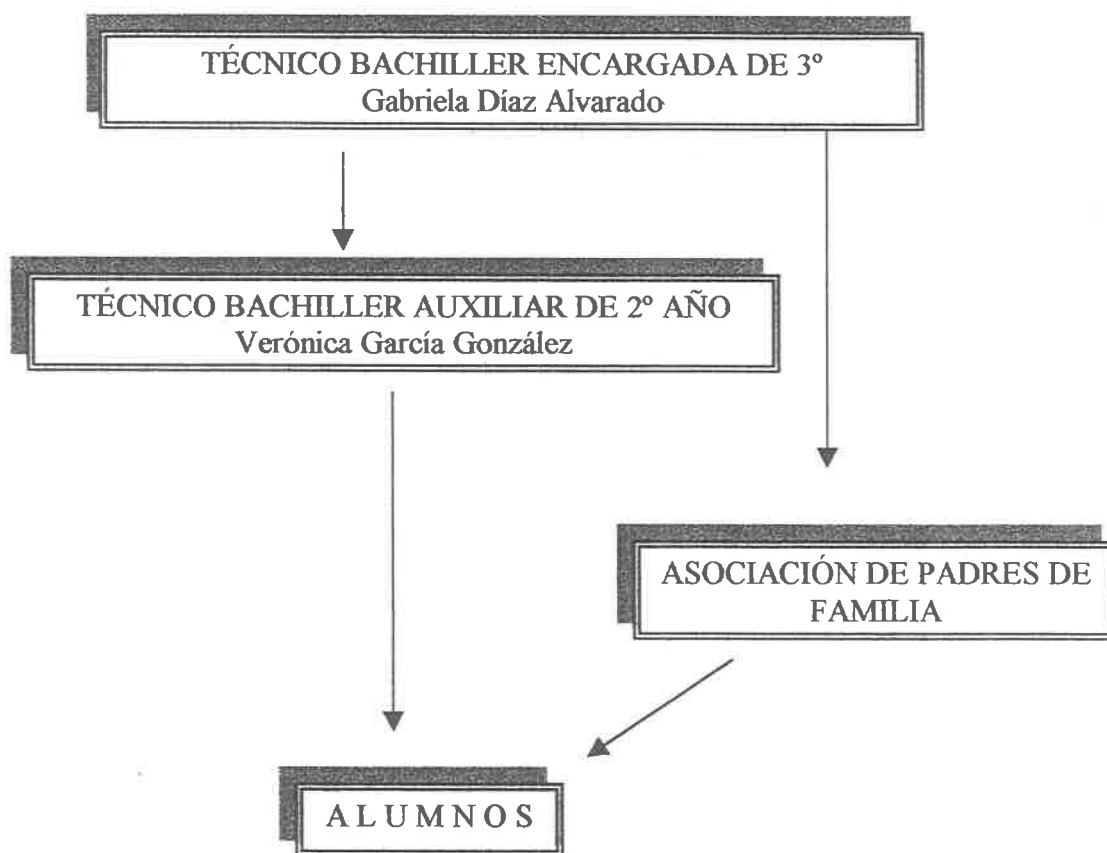 TÉCNICO BACHILLER ENCARGADA DE 3º
Gabriela Díaz Alvarado
TÉCNICO BACHILLER AUXILIAR DE 2º AÑO
Verónica García González
ASOCIACIÓN DE PADRES DE
FAMILIA
A L U M N O S